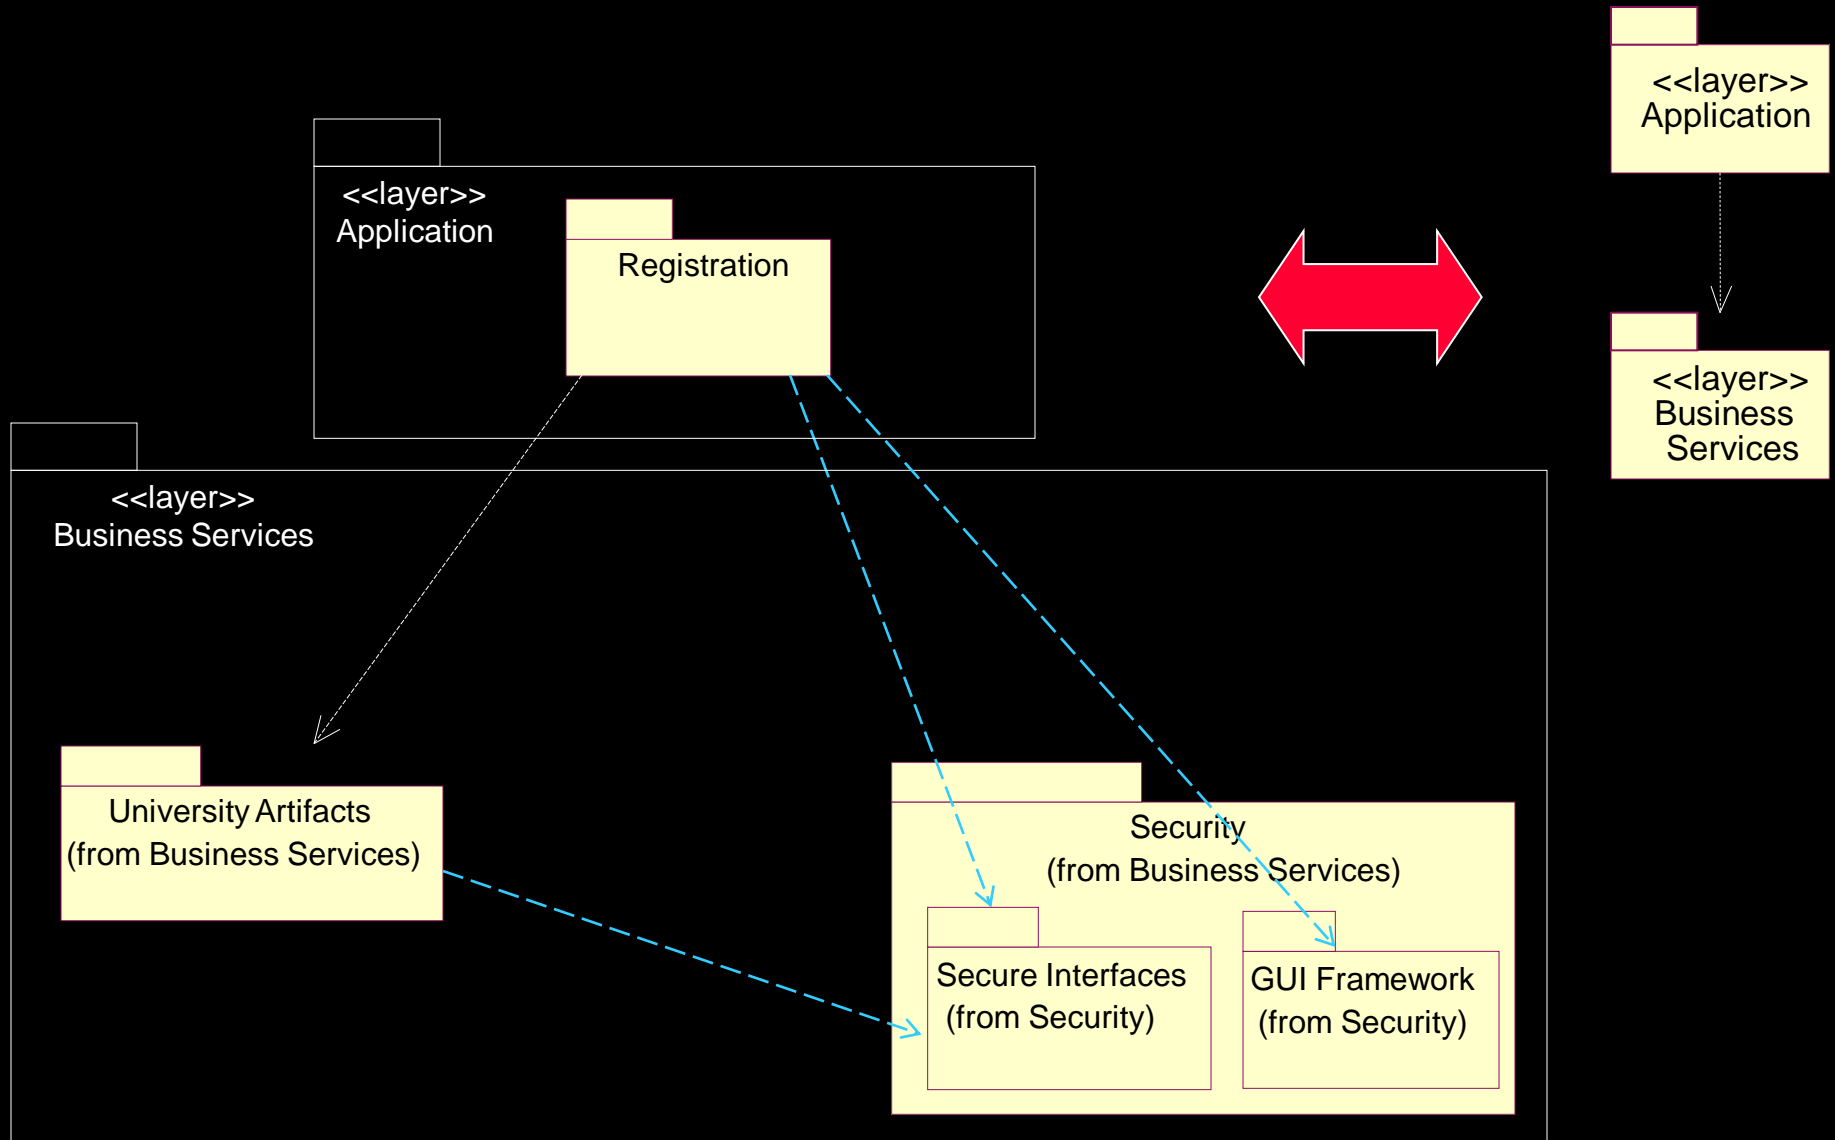 <<layer>>
Application
<<layer>>
Application
Registration
<<layer>>
Business
Services
<<layer>>
Business Services
University Artifacts
(from Business Services)
Security
(from Business Services)
Secure Interfaces
(from Security)
GUI Framework
(from Security)